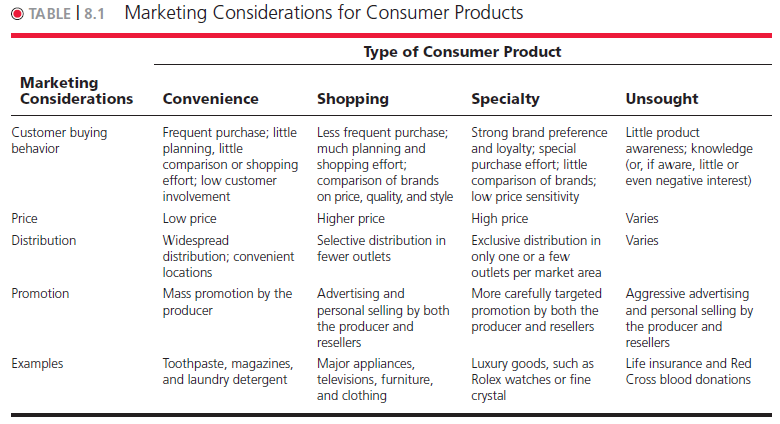 TABLE | 8.1 Marketing Considerations for Consumer Products
Type of Consumer Product
Marketing
Considerations
Convenience
Shopping
Specialty
Unsought
Customer buying
behavior
Frequent purchase; little
planning, little
comparison or shopping
effort; low customer
involvement
Less frequent purchase;
much planning and
shopping effort;
comparison of brands
on price, quality, and style
Strong brand preference
and loyalty; special
purchase effort; little
comparison of brands;
low price sensitivity
Little product
awareness; knowledge
(or, if aware, little or
even negative interest)
Price
Low price
Higher price
High price
Varies
Distribution
Widespread
distribution; convenient
locations
Selective distribution in
fewer outlets
Exclusive distribution in
only one or a few
outlets per market area
Varies
Promotion
Mass promotion by the
producer
Advertising and
personal selling by both
the producer and
resellers
More carefully targeted
promotion by both the
producer and resellers
Aggressive advertising
and personal selling by
the producer and
resellers
Examples
Toothpaste, magazines,
and laundry detergent
Major appliances,
televisions, furniture,
and clothing
Luxury goods, such as
Rolex watches or fine
crystal
Life insurance and Red
Cross blood donations